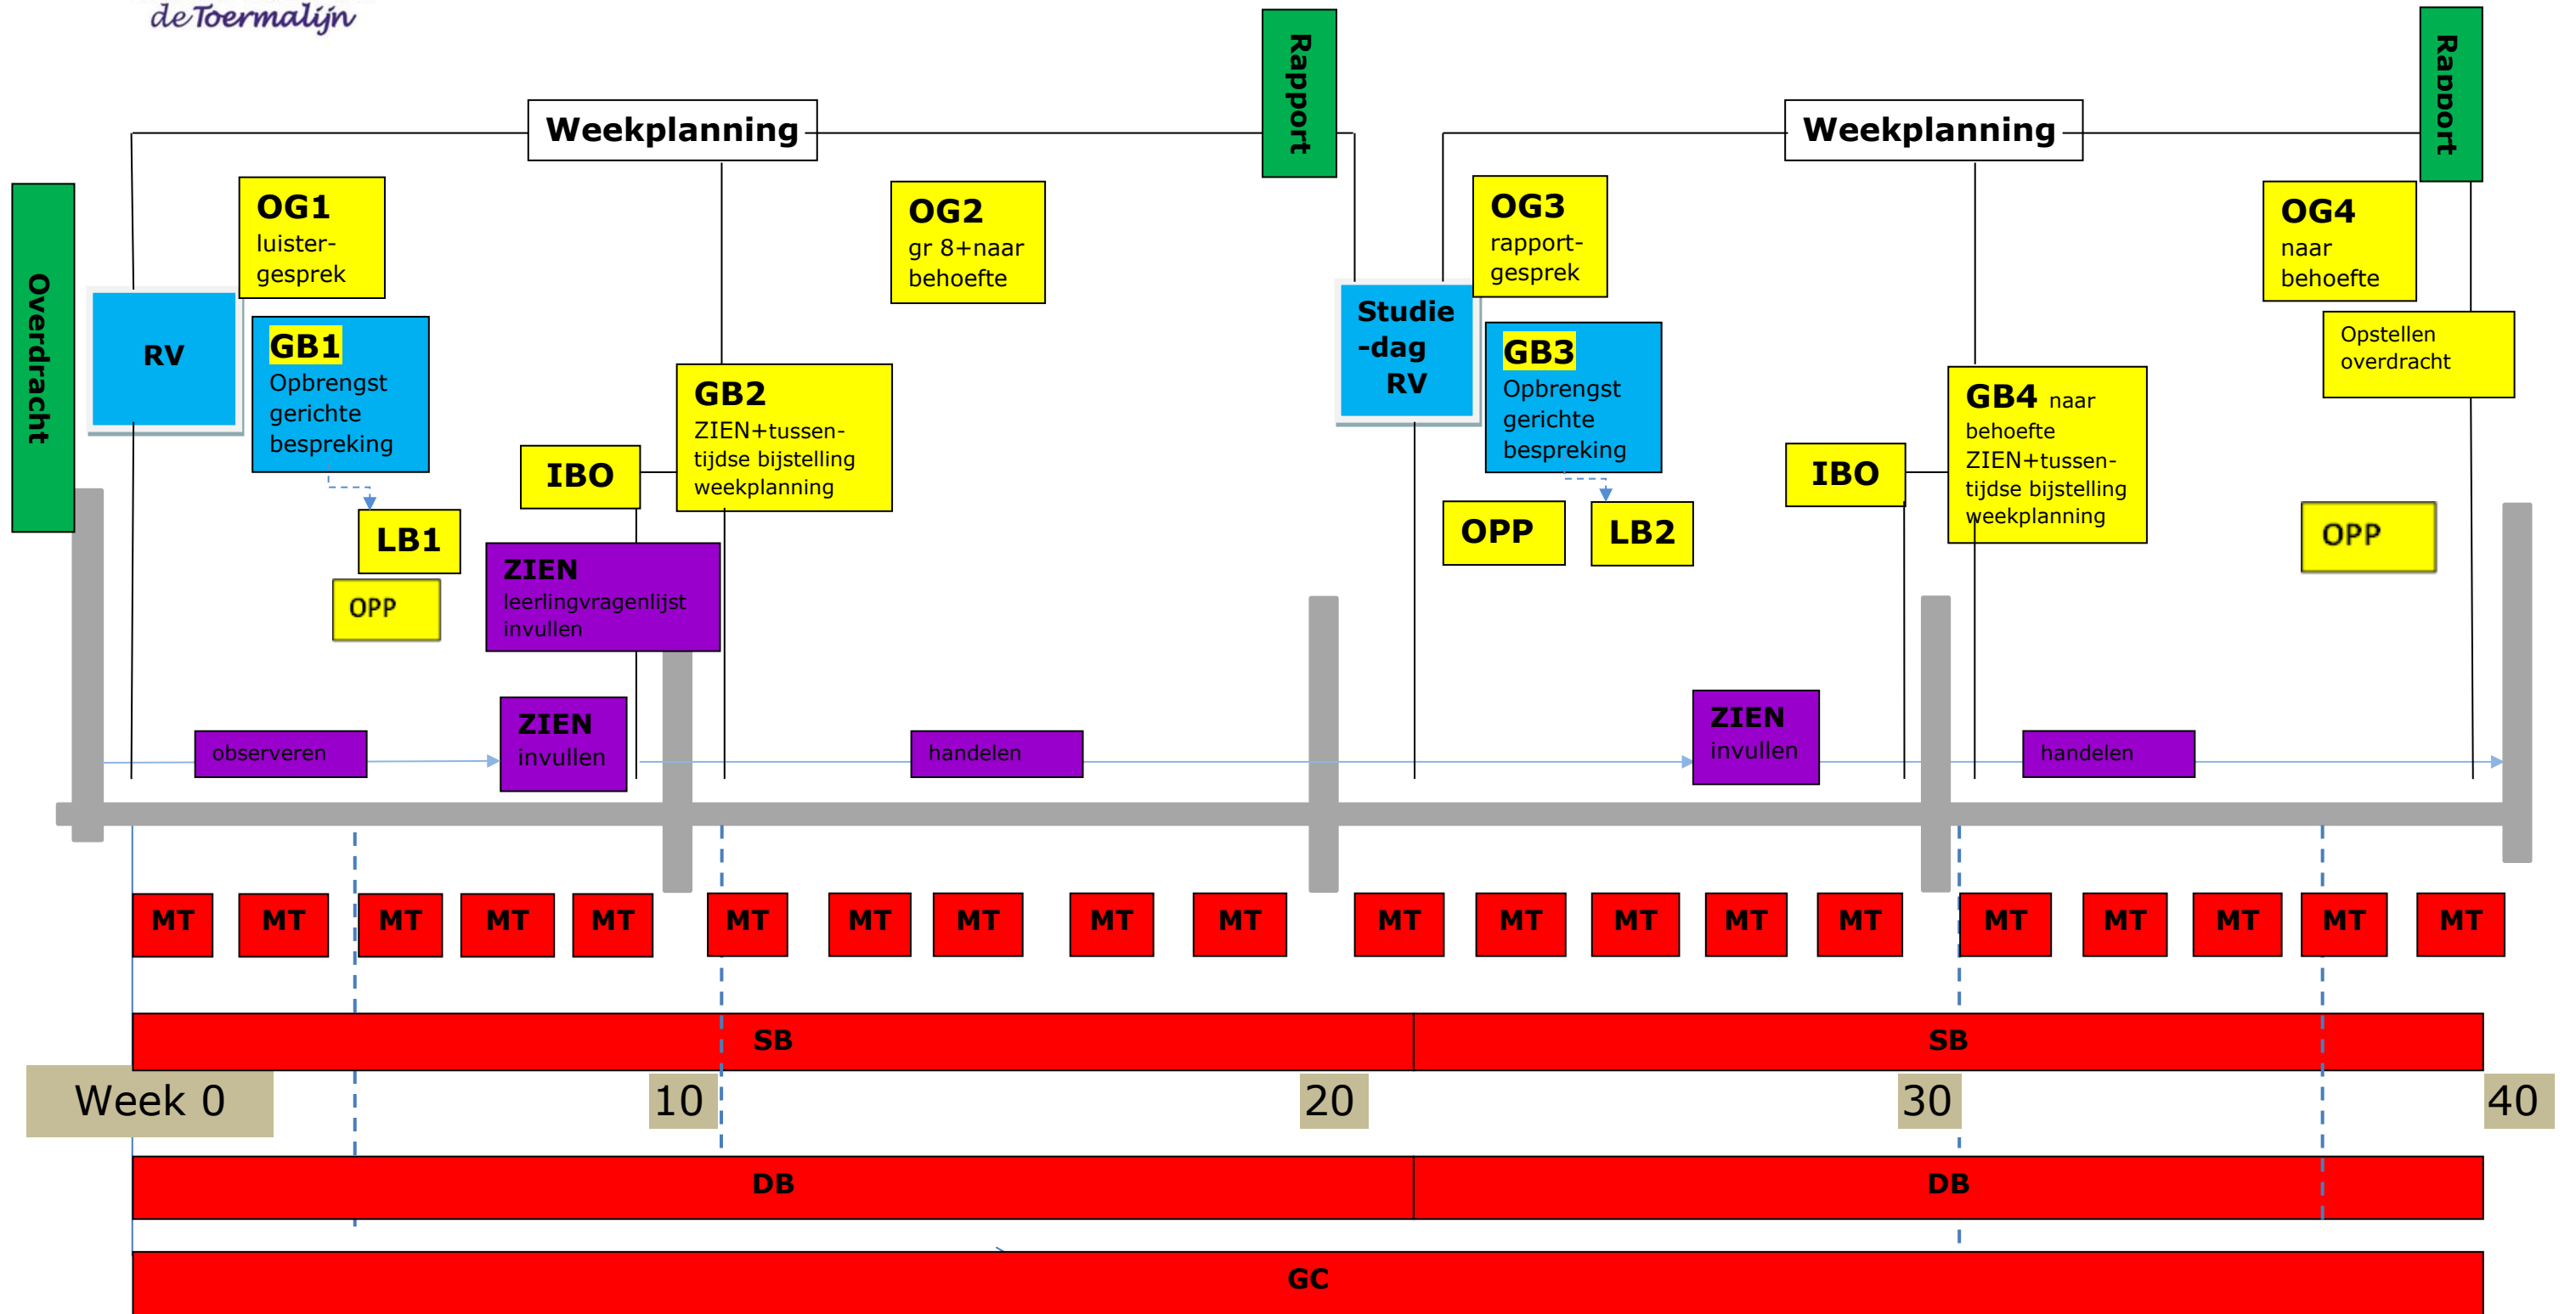 de Toermalijn
Rapport
Rapport
Weekplanning
Weekplanning
Overdracht
OG1
luister-
gesprek
OG2
gr 8+naar
behoefte
OG3
rapport-
gesprek
OG4
naar
behoefte
RV
GB1
Opbrengst
gerichte
bespreking
Studie
-dag
RV
GB3
Opbrengst
gerichte
bespreking
Opstellen
overdracht
GB2
ZIEN+tussen-
tijdse bijstelling
weekplanning
GB4 naar
behoefte
ZIEN+tussen-
tijdse bijstelling
weekplanning
IBO
IBO
LB1
OPP
OPP
LB2
OPP
ZIEN
leerlingvragenlijst
invullen
observeren
ZIEN
invullen
handelen
ZIEN
invullen
handelen
MT MT MT MT MT MT MT MT MT MT MT MT MT MT MT MT MT MT MT MT
SB SB
Week 0 10 20 30 40
DB DB
GC